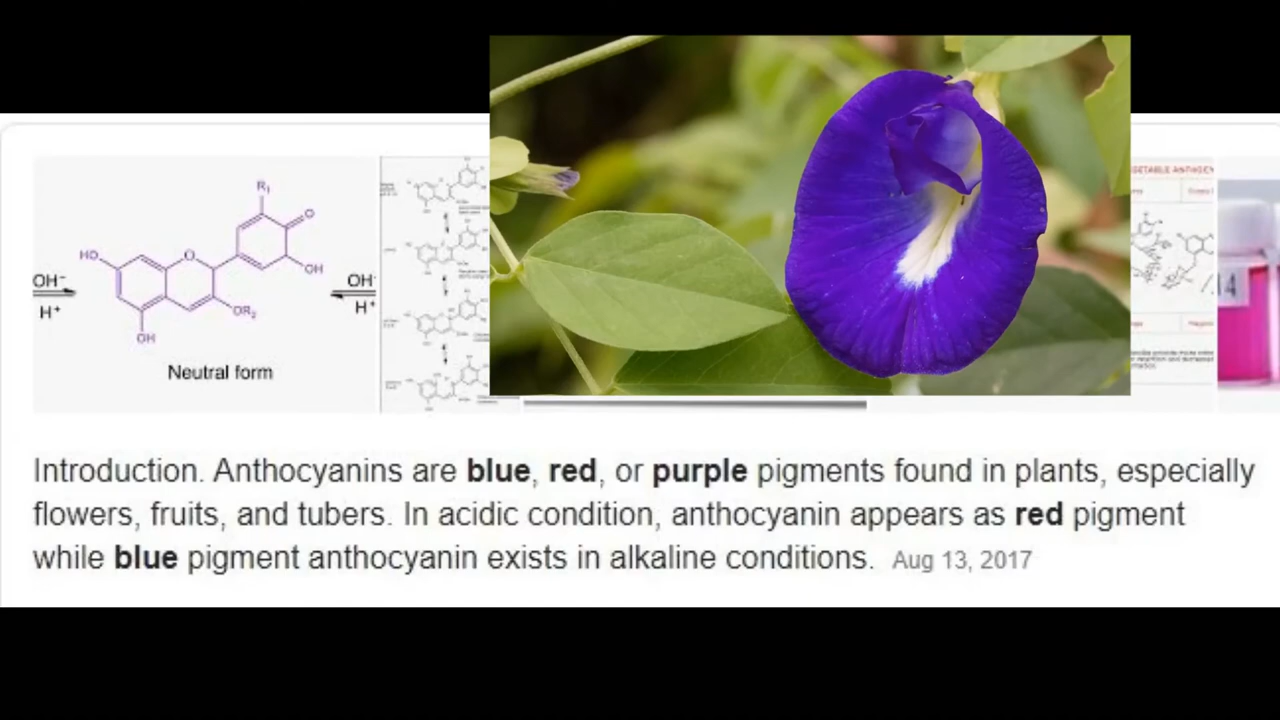 R₁
O
HO
O
OH
OH⁻
H⁺
OR₂
OH
OH⁻
H⁺
Neutral form
14
Introduction. Anthocyanins are blue, red, or purple pigments found in plants, especially
flowers, fruits, and tubers. In acidic condition, anthocyanin appears as red pigment
while blue pigment anthocyanin exists in alkaline conditions. Aug 13, 2017